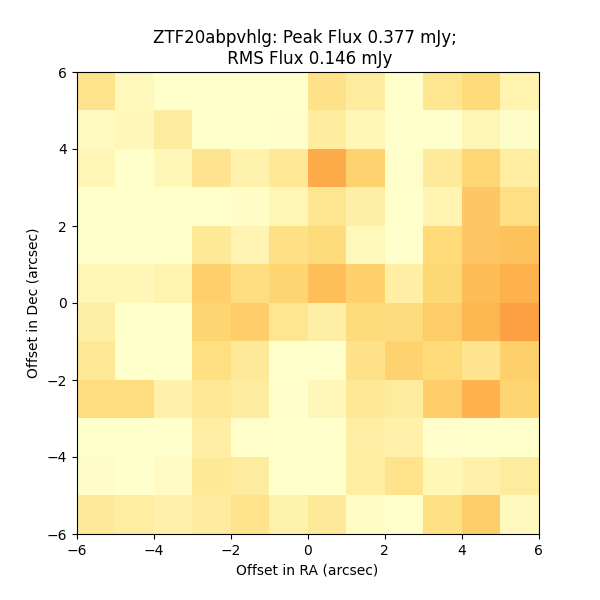 ZTF20abpvhlg: Peak Flux 0.377 mJy;
RMS Flux 0.146 mJy
6
4
2
0
−2
−4
−6
Offset in Dec (arcsec)
−6 −4 −2 0 2 4 6
Offset in RA (arcsec)